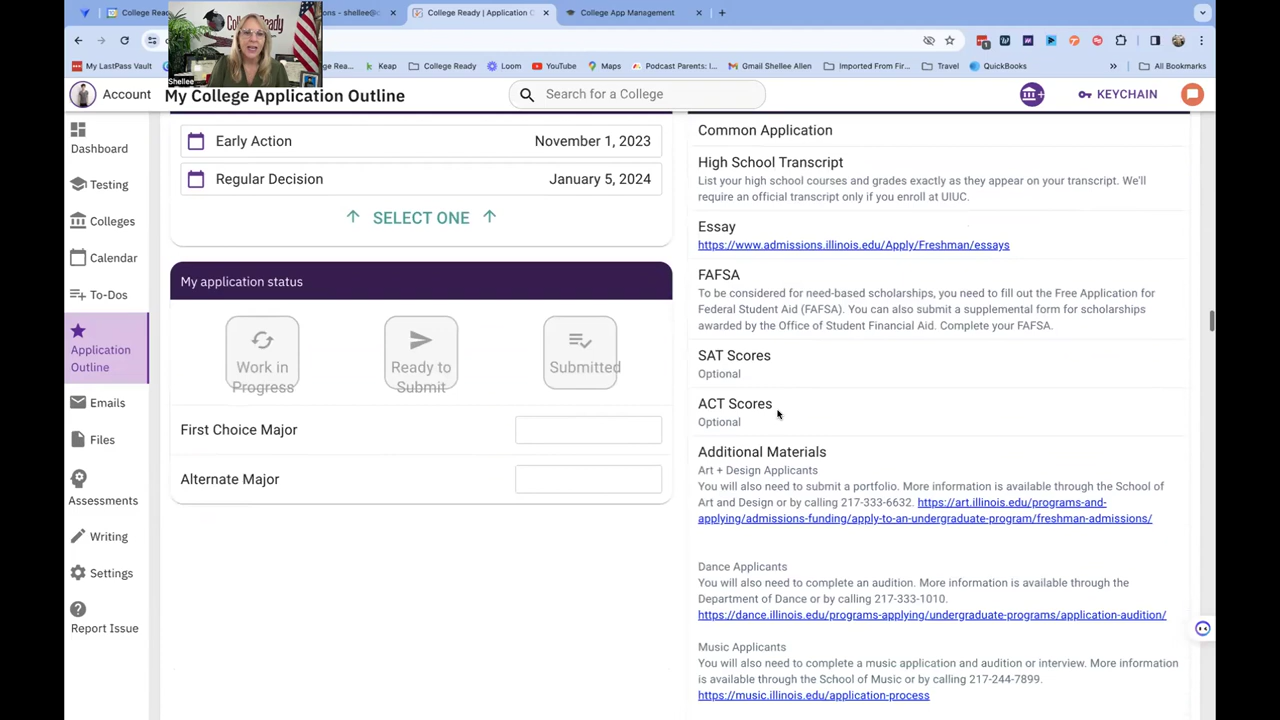 College Rea
ons - shellee@c
College Ready | Application C
College App Management
College Ready
My LastPass Vault
Rea...
Keap
College Ready
Loom
YouTube
Maps
Podcast Parents: I...
Gmail Shellee Allen
Imported From Fir...
Travel
QuickBooks
All Bookmarks
Shellee
Account
My College Application Outline
Search for a College
KEYCHAIN
Dashboard
Testing
Colleges
Calendar
To-Dos
Application
Outline
Emails
Files
Assessments
Writing
Settings
Report Issue
Early Action November 1, 2023
Regular Decision January 5, 2024
SELECT ONE
My application status
Work in
Progress
Ready to
Submit
Submitted
First Choice Major
Alternate Major
Common Application
High School Transcript
List your high school courses and grades exactly as they appear on your transcript. We'll
require an official transcript only if you enroll at UIUC.
Essay
https://www.admissions.illinois.edu/Apply/Freshman/essays
FAFSA
To be considered for need-based scholarships, you need to fill out the Free Application for
Federal Student Aid (FAFSA). You can also submit a supplemental form for scholarships
awarded by the Office of Student Financial Aid. Complete your FAFSA.
SAT Scores
Optional
ACT Scores
Optional
Additional Materials
Art + Design Applicants
You will also need to submit a portfolio. More information is available through the School of
Art and Design or by calling 217-333-6632. https://art.illinois.edu/programs-and-
applying/admissions-funding/apply-to-an-undergraduate-program/freshman-admissions/
Dance Applicants
You will also need to complete an audition. More information is available through the
Department of Dance or by calling 217-333-1010.
https://dance.illinois.edu/programs-applying/undergraduate-programs/application-audition/
Music Applicants
You will also need to complete a music application and audition or interview. More information
is available through the School of Music or by calling 217-244-7899.
https://music.illinois.edu/application-process